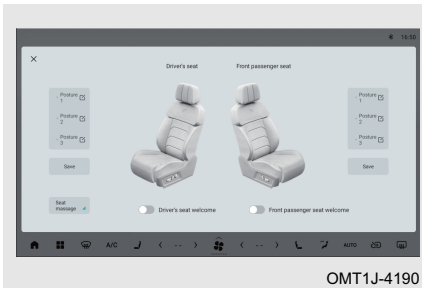 16:50
Driver's seat
Front passenger seat
Posture
1
Posture
2
Posture
3
Save
Seat
massage
Driver's seat welcome
Front passenger seat welcome
Posture
1
Posture
2
Posture
3
Save
A/C
< -- >
< -- >
AUTO
OMT1J-4190